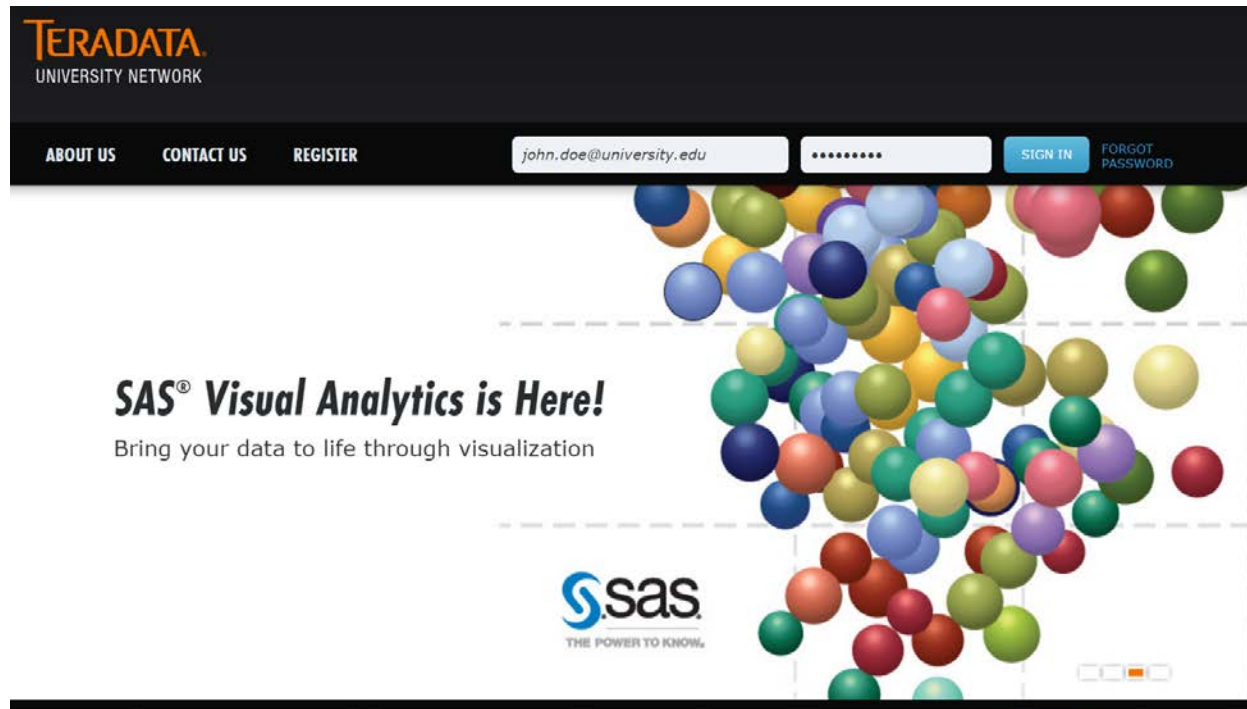 TERADATA.
UNIVERSITY NETWORK
ABOUT US CONTACT US REGISTER john.doe@university.edu ••••••••• SIGN IN FORGOT
PASSWORD
SAS® Visual Analytics is Here!
Bring your data to life through visualization
sas.
THE POWER TO KNOW.